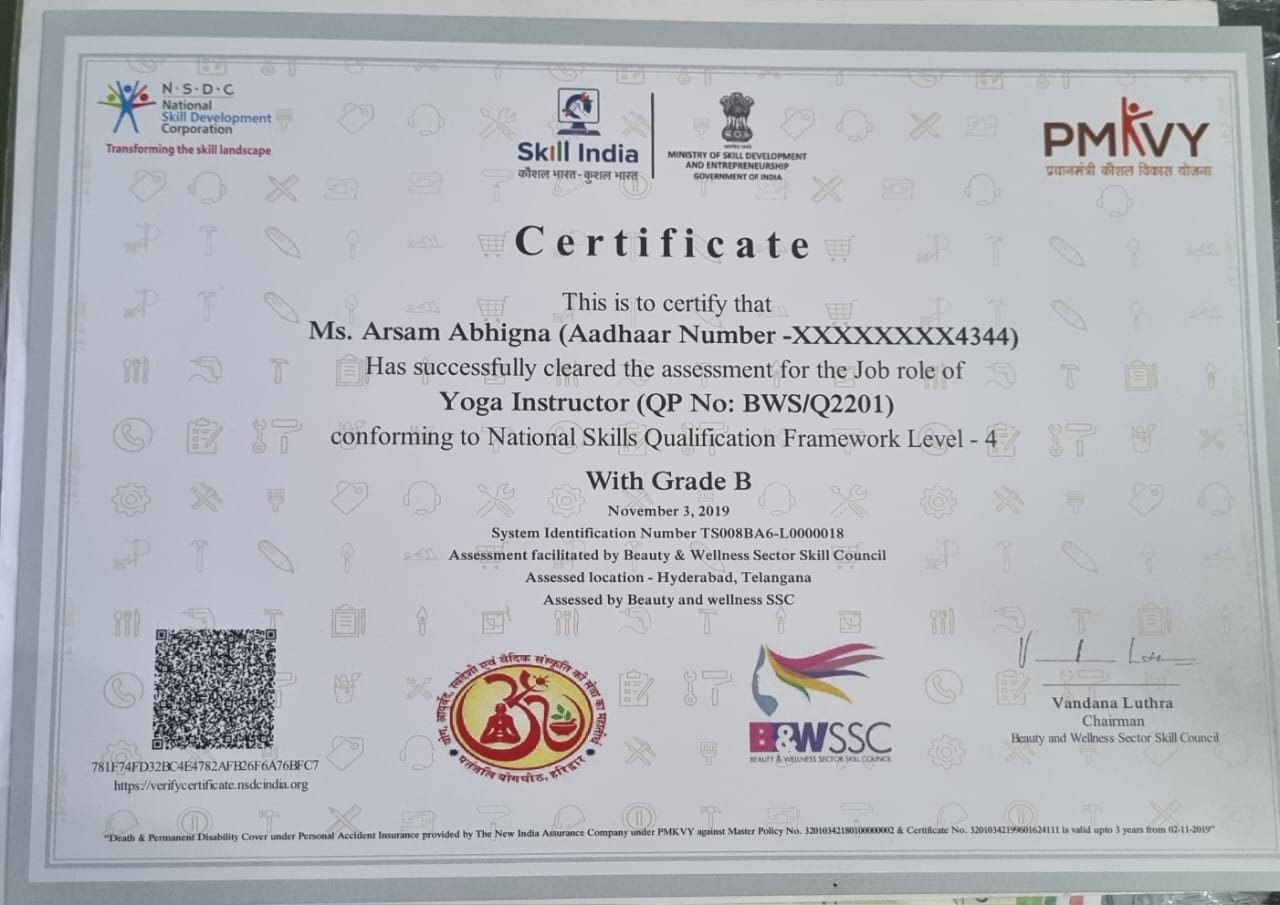 N·S·D·C
National
Skill Development
Corporation
Transforming the skill landscape
Skill India
कौशल भारत - कुशल भारत
सत्यमेव जयते
MINISTRY OF SKILL DEVELOPMENT
AND ENTREPRENEURSHIP
GOVERNMENT OF INDIA
PMKVY
प्रधानमंत्री कौशल विकास योजना
Certificate
This is to certify that
Ms. Arsam Abhigna (Aadhaar Number -XXXXXXXX4344)
Has successfully cleared the assessment for the Job role of
Yoga Instructor (QP No: BWS/Q2201)
conforming to National Skills Qualification Framework Level - 4
With Grade B
November 3, 2019
System Identification Number TS008BA6-L0000018
Assessment facilitated by Beauty & Wellness Sector Skill Council
Assessed location - Hyderabad, Telangana
Assessed by Beauty and wellness SSC
781F74FD32BC4E4782AFB26F6A76BFC7
https://verifycertificate.nsdcindia.org
योग, आयुर्वेद, स्वदेशी एवं वैदिक संस्कृति की सेवा का महातीर्थ
पतंजलि योगपीठ, हरिद्वार
B&WSSC
BEAUTY & WELLNESS SECTOR SKILL COUNCIL
Vandana Luthra
Chairman
Beauty and Wellness Sector Skill Council
"Death & Permanent Disability Cover under Personal Accident Insurance provided by The New India Assurance Company under PMKVY against Master Policy No. 32010342180100000002 & Certificate No. 32010342199601624111 is valid upto 3 years from 02-11-2019"